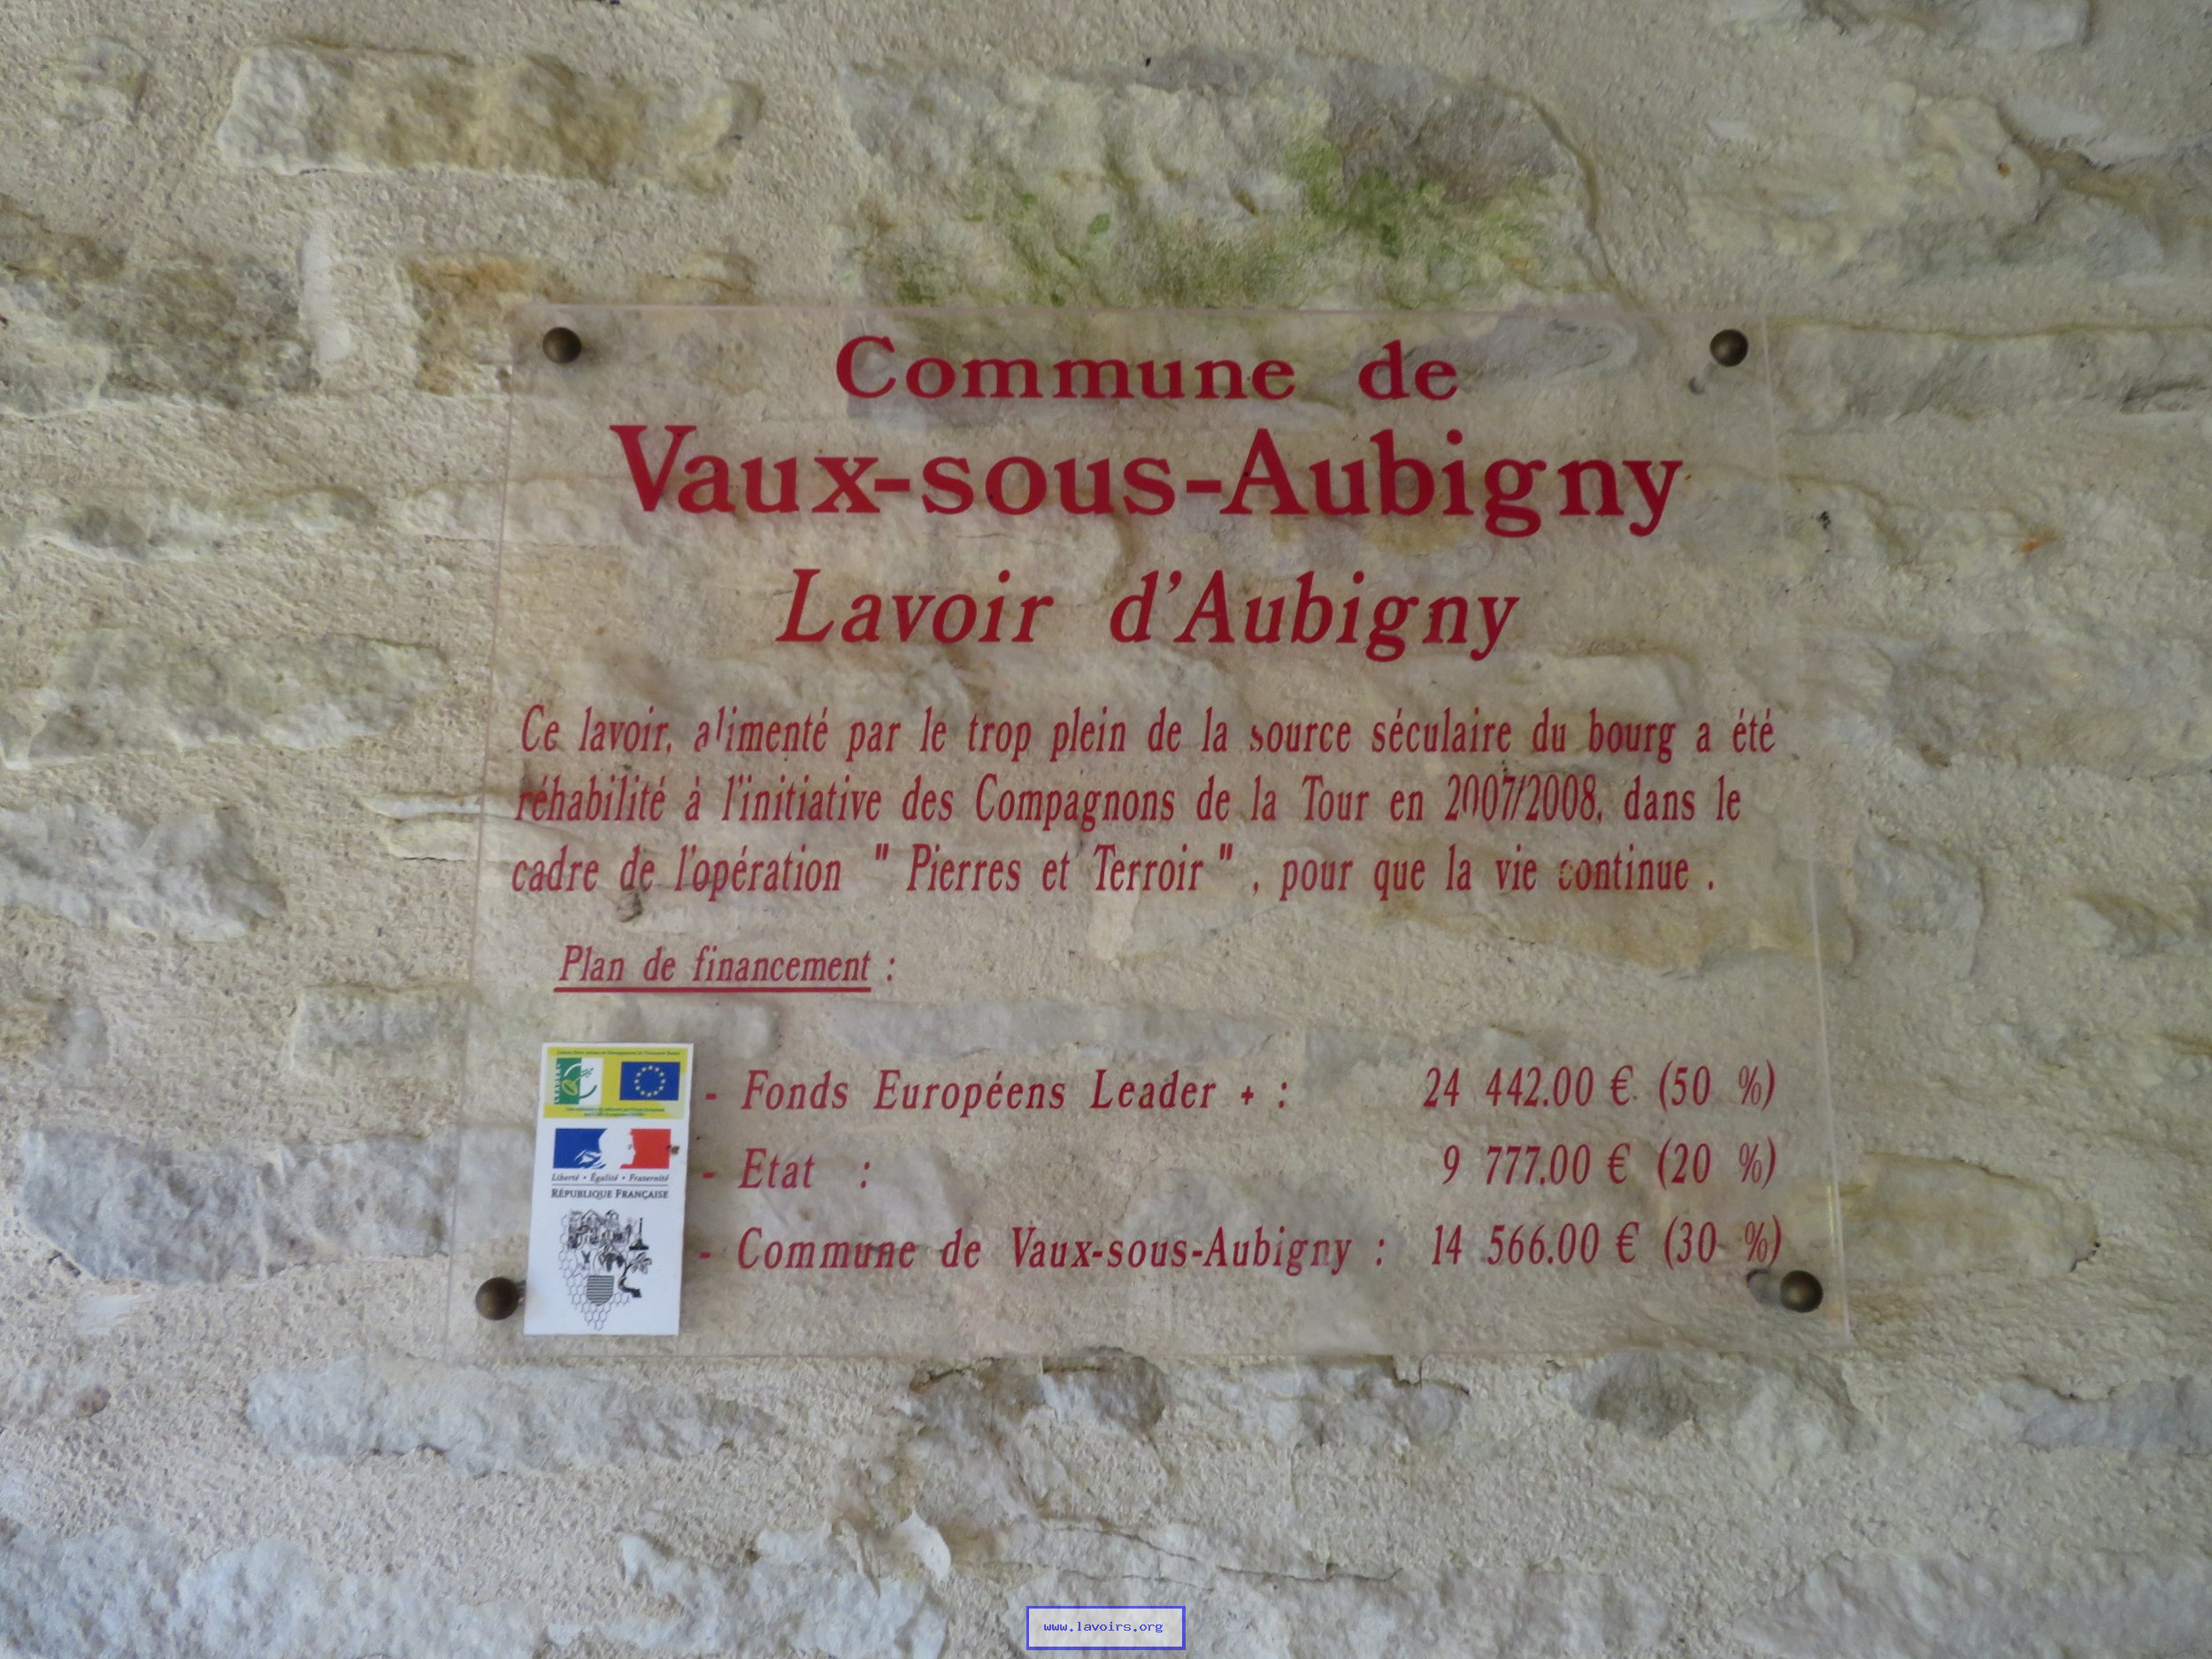 Commune de
Vaux-sous-Aubigny
Lavoir d'Aubigny
Ce lavoir, alimenté par le trop plein de la source séculaire du bourg a été
réhabilité à l'initiative des Compagnons de la Tour en 2007/2008, dans le
cadre de l'opération " Pierres et Terroir " , pour que la vie continue .
Plan de financement :
- Fonds Européens Leader + : 24 442.00 € (50 %)
- Etat : 9 777.00 € (20 %)
- Commune de Vaux-sous-Aubigny : 14 566.00 € (30 %)
Liberté • Égalité • Fraternité
RÉPUBLIQUE FRANÇAISE
www.lavoirs.org